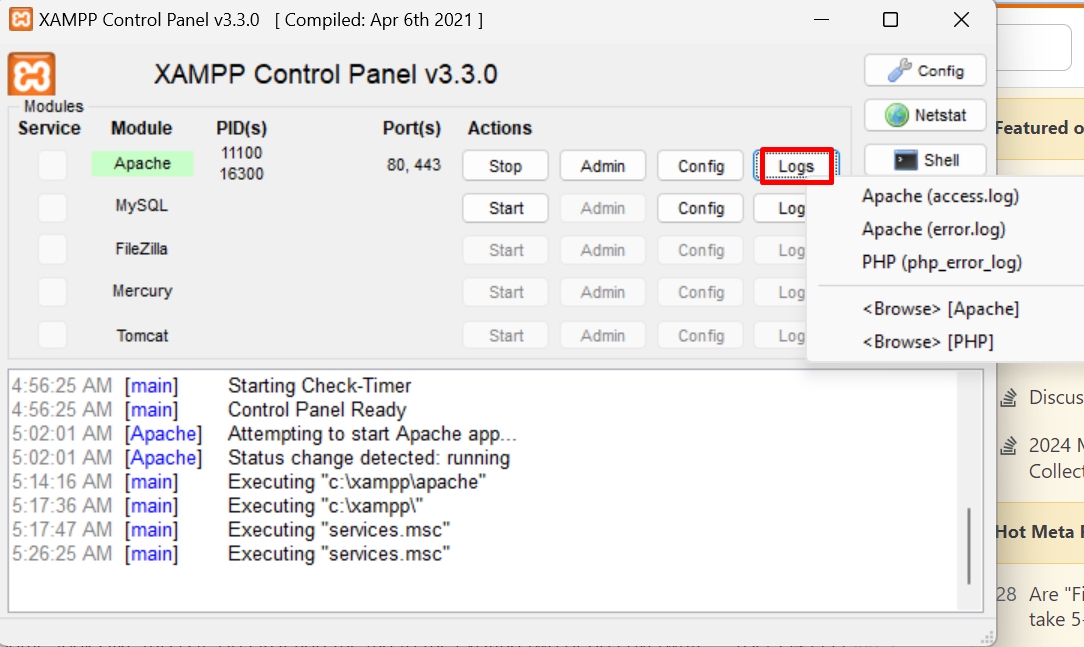 XAMPP Control Panel v3.3.0 [ Compiled: Apr 6th 2021 ]
XAMPP Control Panel v3.3.0
Config
Netstat
Shell
Modules
Service Module PID(s) Port(s) Actions
Apache 11100 16300 80, 443 Stop Admin Config Logs
MySQL Start Admin Config Log
FileZilla Start Admin Config Log
Mercury Start Admin Config Log
Tomcat Start Admin Config Log
Apache (access.log)
Apache (error.log)
PHP (php_error_log)
<Browse> [Apache]
<Browse> [PHP]
4:56:25 AM [main] Starting Check-Timer
4:56:25 AM [main] Control Panel Ready
5:02:01 AM [Apache] Attempting to start Apache app...
5:02:01 AM [Apache] Status change detected: running
5:14:16 AM [main] Executing "c:\xampp\apache"
5:17:36 AM [main] Executing "c:\xampp\"
5:17:47 AM [main] Executing "services.msc"
5:26:25 AM [main] Executing "services.msc"
Featured o
Discus
2024 M
Collect
Hot Meta P
28 Are "Fi
take 5-